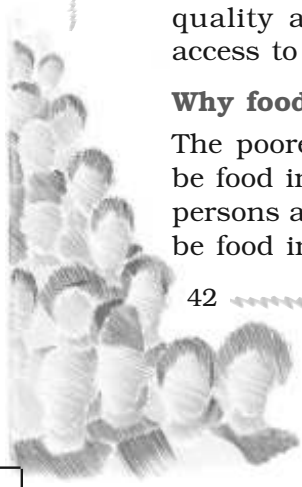 quality a
access to
Why food
The poore
be food in
persons a
be food in
42